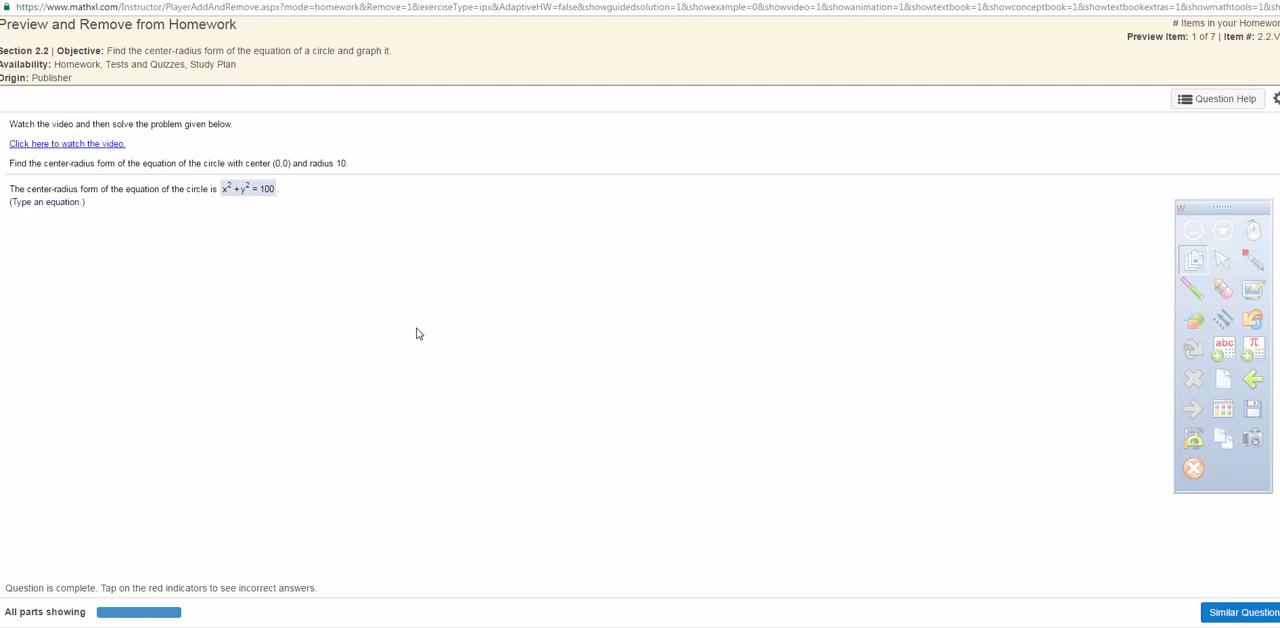 https://www.mathxl.com/Instructor/PlayerAddAndRemove.aspx?mode=homework&Remove=1&exerciseType=ipx&AdaptiveHW=false&showguidedsolution=1&showexample=0&showvideo=1&showanimation=1&showtextbook=1&showconceptbook=1&showtextbookextras=1&showmathtools=1&sh
Preview and Remove from Homework
# Items in your Homewor
Section 2.2 | Objective: Find the center-radius form of the equation of a circle and graph it.
Preview Item: 1 of 7 | Item #: 2.2.V
Availability: Homework, Tests and Quizzes, Study Plan
Origin: Publisher
Question Help
Watch the video and then solve the problem given below.
Click here to watch the video.
Find the center-radius form of the equation of the circle with center (0,0) and radius 10.
The center-radius form of the equation of the circle is x² + y² = 100.
(Type an equation.)
abc
π
Question is complete. Tap on the red indicators to see incorrect answers.
All parts showing
Similar Question